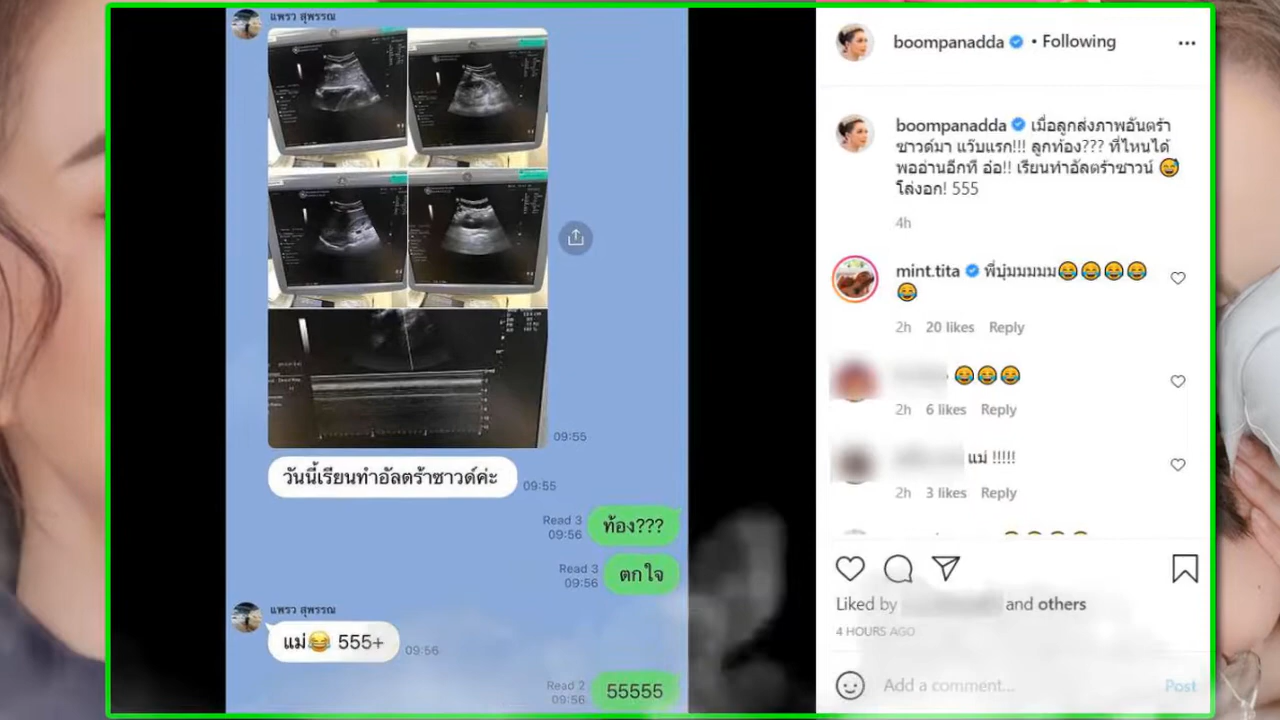 แพรว สุพรรณ
09:55
วันนี้เรียนทำอัลตร้าซาวด์ค่ะ
09:55
Read 3
09:56
ท้อง???
Read 3
09:56
ตกใจ
แพรว สุพรรณ
แม่😂 555+
09:56
Read 2
09:56
55555
boompanadda • Following
boompanadda เมื่อลูกส่งภาพอันตร้า
ซาวด์มา แว๊บแรก!!! ลูกท้อง??? ที่ไหนได้
พออ่านอีกที อ๋อ!! เรียนทำอัลตร้าซาวน์ 😅
โล่งอก! 555
4h
mint.tita พี่บุ๋มมมมม😂😂😂😂
😂
2h 20 likes Reply
😂😂😂
2h 6 likes Reply
แม่ !!!!!
2h 3 likes Reply
Liked by
and others
4 HOURS AGO
Add a comment...
Post